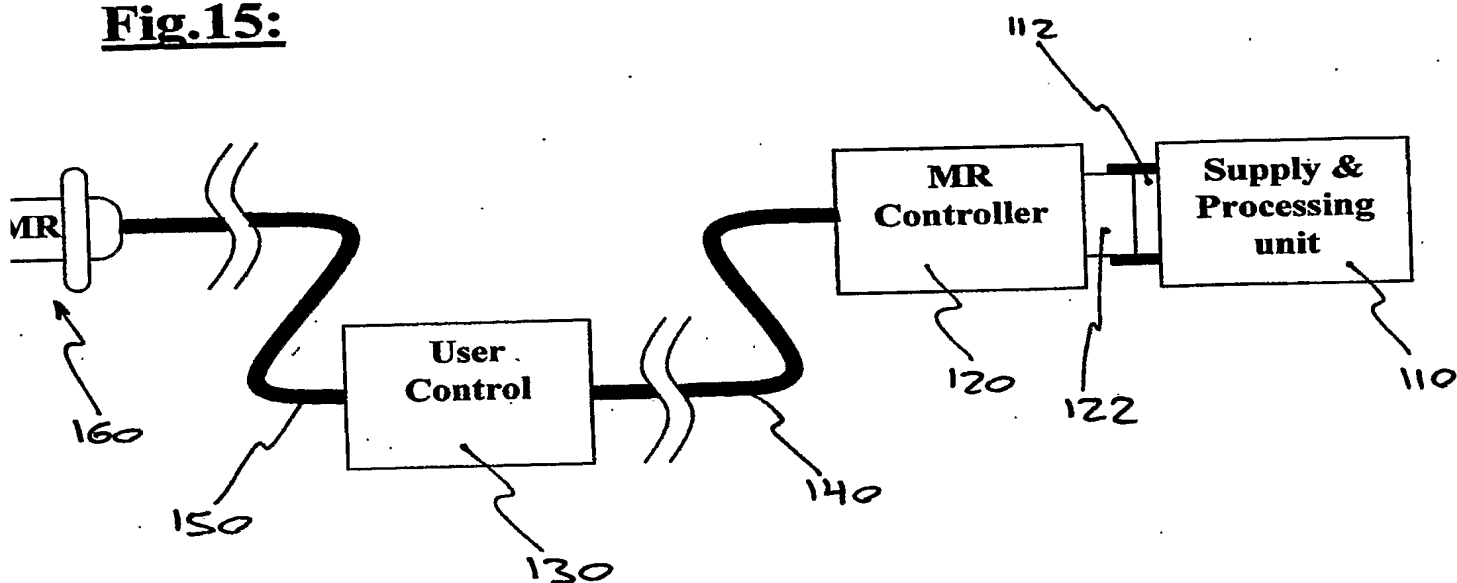 Fig.15:
112
MR
MR
Controller
Supply &
Processing
unit
User
Control
120
122
110
160
140
150
130